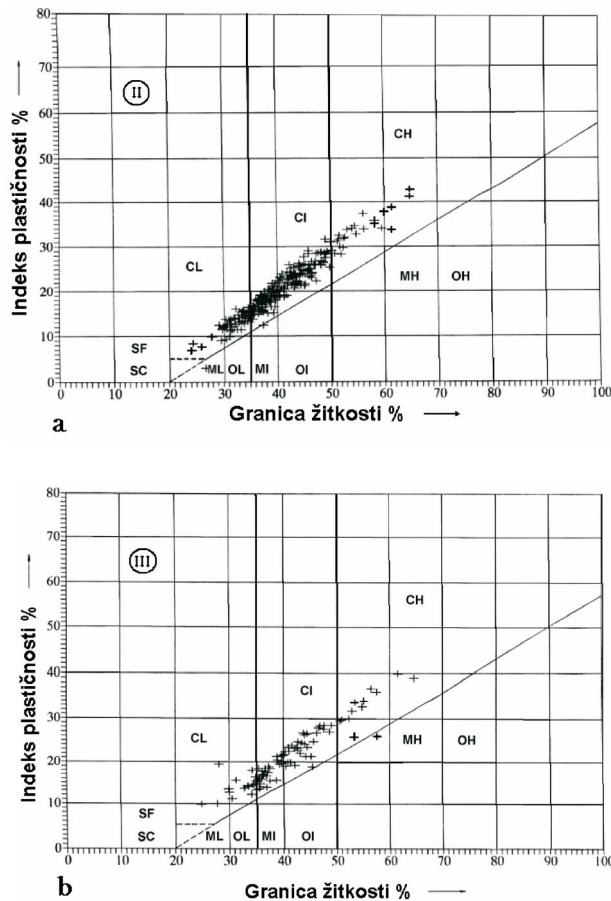 Indeks plastičnosti %
80
70
60
50
40
30
20
10
0
II
CH
CI
CL
MH
OH
SF
SC
ML
OL
MI
OI
0 10 20 30 40 50 60 70 80 90 100
Granica žitkosti %
a
Indeks plastičnosti %
80
70
60
50
40
30
20
10
0
III
CH
CI
CL
MH
OH
SF
SC
ML
OL
MI
OI
0 10 20 30 40 50 60 70 80 90 100
Granica žitkosti %
b